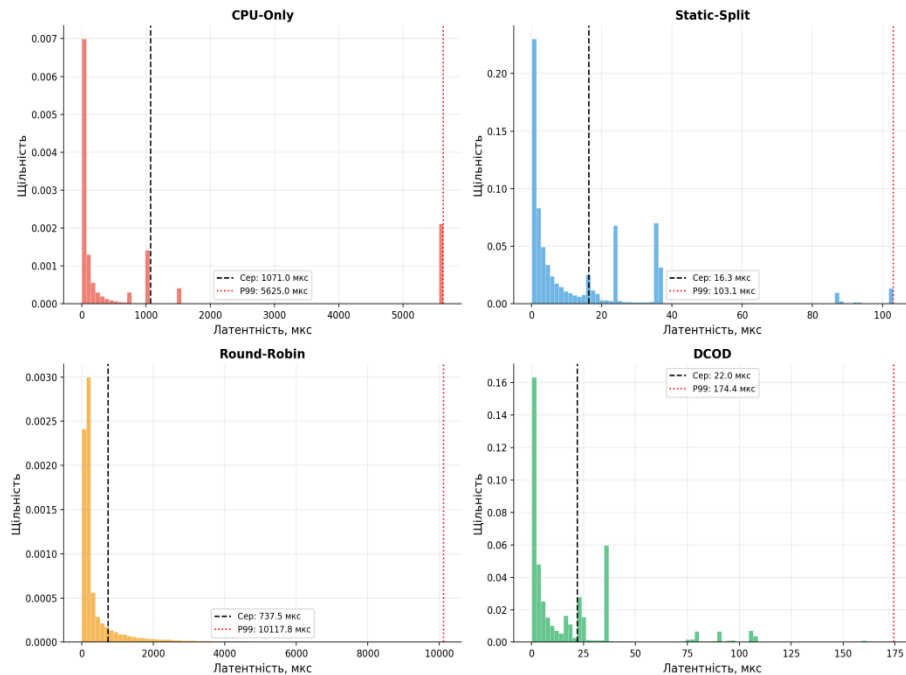 CPU-Only
Щільність
0.007
0.006
0.005
0.004
0.003
0.002
0.001
0.000
0 1000 2000 3000 4000 5000
Латентність, мкс
Сер: 1071.0 мкс
P99: 5625.0 мкс
Static-Split
Щільність
0.20
0.15
0.10
0.05
0.00
0 20 40 60 80 100
Латентність, мкс
Сер: 16.3 мкс
P99: 103.1 мкс
Round-Robin
Щільність
0.0030
0.0025
0.0020
0.0015
0.0010
0.0005
0.0000
0 2000 4000 6000 8000 10000
Латентність, мкс
Сер: 737.5 мкс
P99: 10117.8 мкс
DCOD
Щільність
0.16
0.14
0.12
0.10
0.08
0.06
0.04
0.02
0.00
0 25 50 75 100 125 150 175
Латентність, мкс
Сер: 22.0 мкс
P99: 174.4 мкс